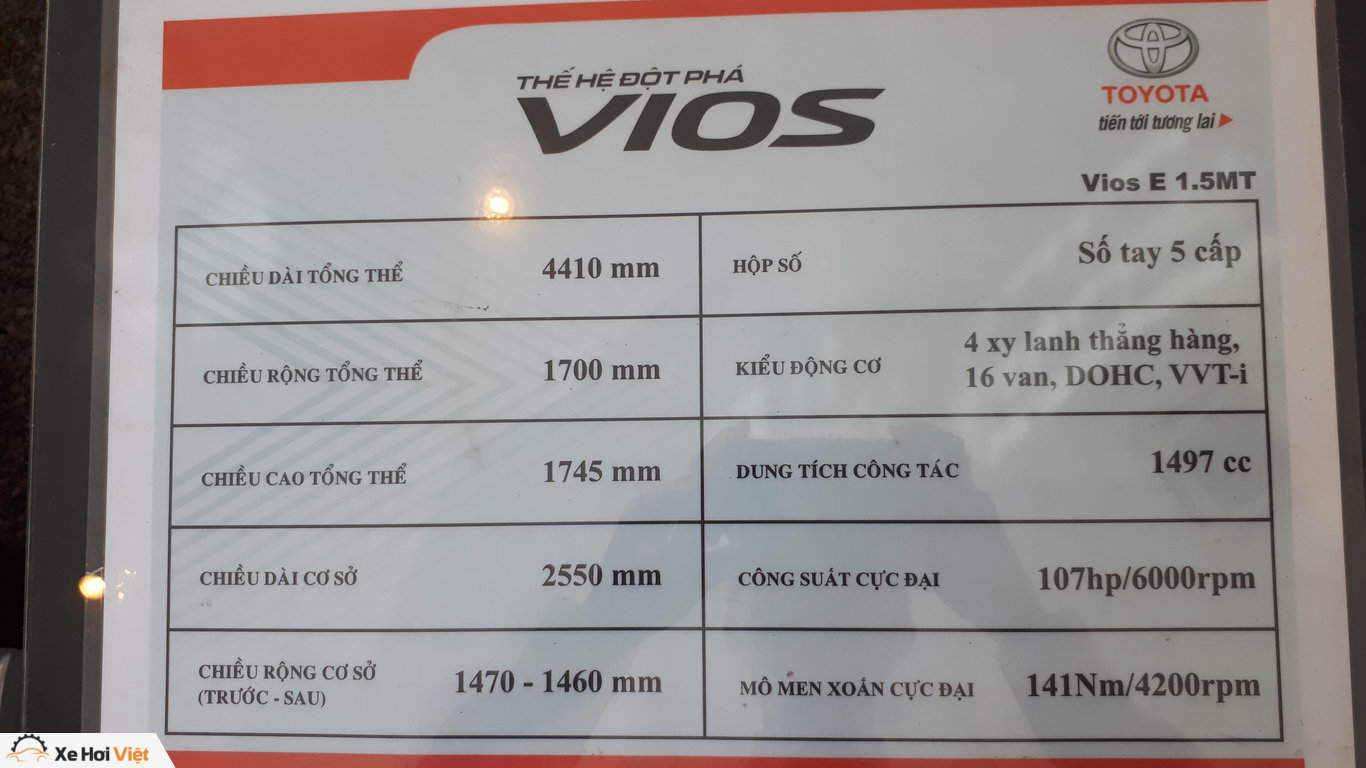 THẾ HỆ ĐỘT PHÁ
VIOS
TOYOTA
tiến tới tương lai
Vios E 1.5MT
CHIỀU DÀI TỔNG THỂ 4410 mm
HỘP SỐ Số tay 5 cấp
CHIỀU RỘNG TỔNG THỂ 1700 mm
KIỂU ĐỘNG CƠ 4 xy lanh thẳng hàng,
16 van, DOHC, VVT-i
CHIỀU CAO TỔNG THỂ 1745 mm
DUNG TÍCH CÔNG TÁC 1497 cc
CHIỀU DÀI CƠ SỞ 2550 mm
CÔNG SUẤT CỰC ĐẠI 107hp/6000rpm
CHIỀU RỘNG CƠ SỞ
(TRƯỚC - SAU) 1470 - 1460 mm
MÔ MEN XOẮN CỰC ĐẠI 141Nm/4200rpm
Xe Hơi Việt